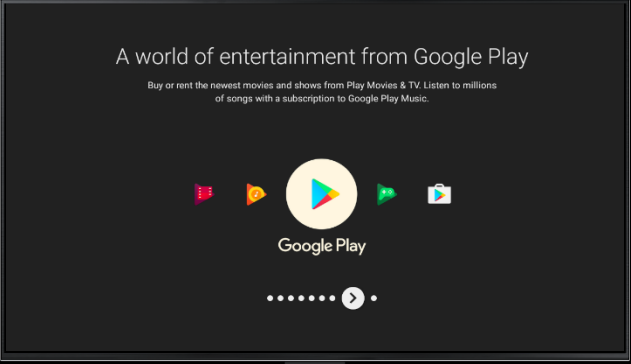 A world of entertainment from Google Play
Buy or rent the newest movies and shows from Play Movies & TV. Listen to millions
of songs with a subscription to Google Play Music.
Google Play